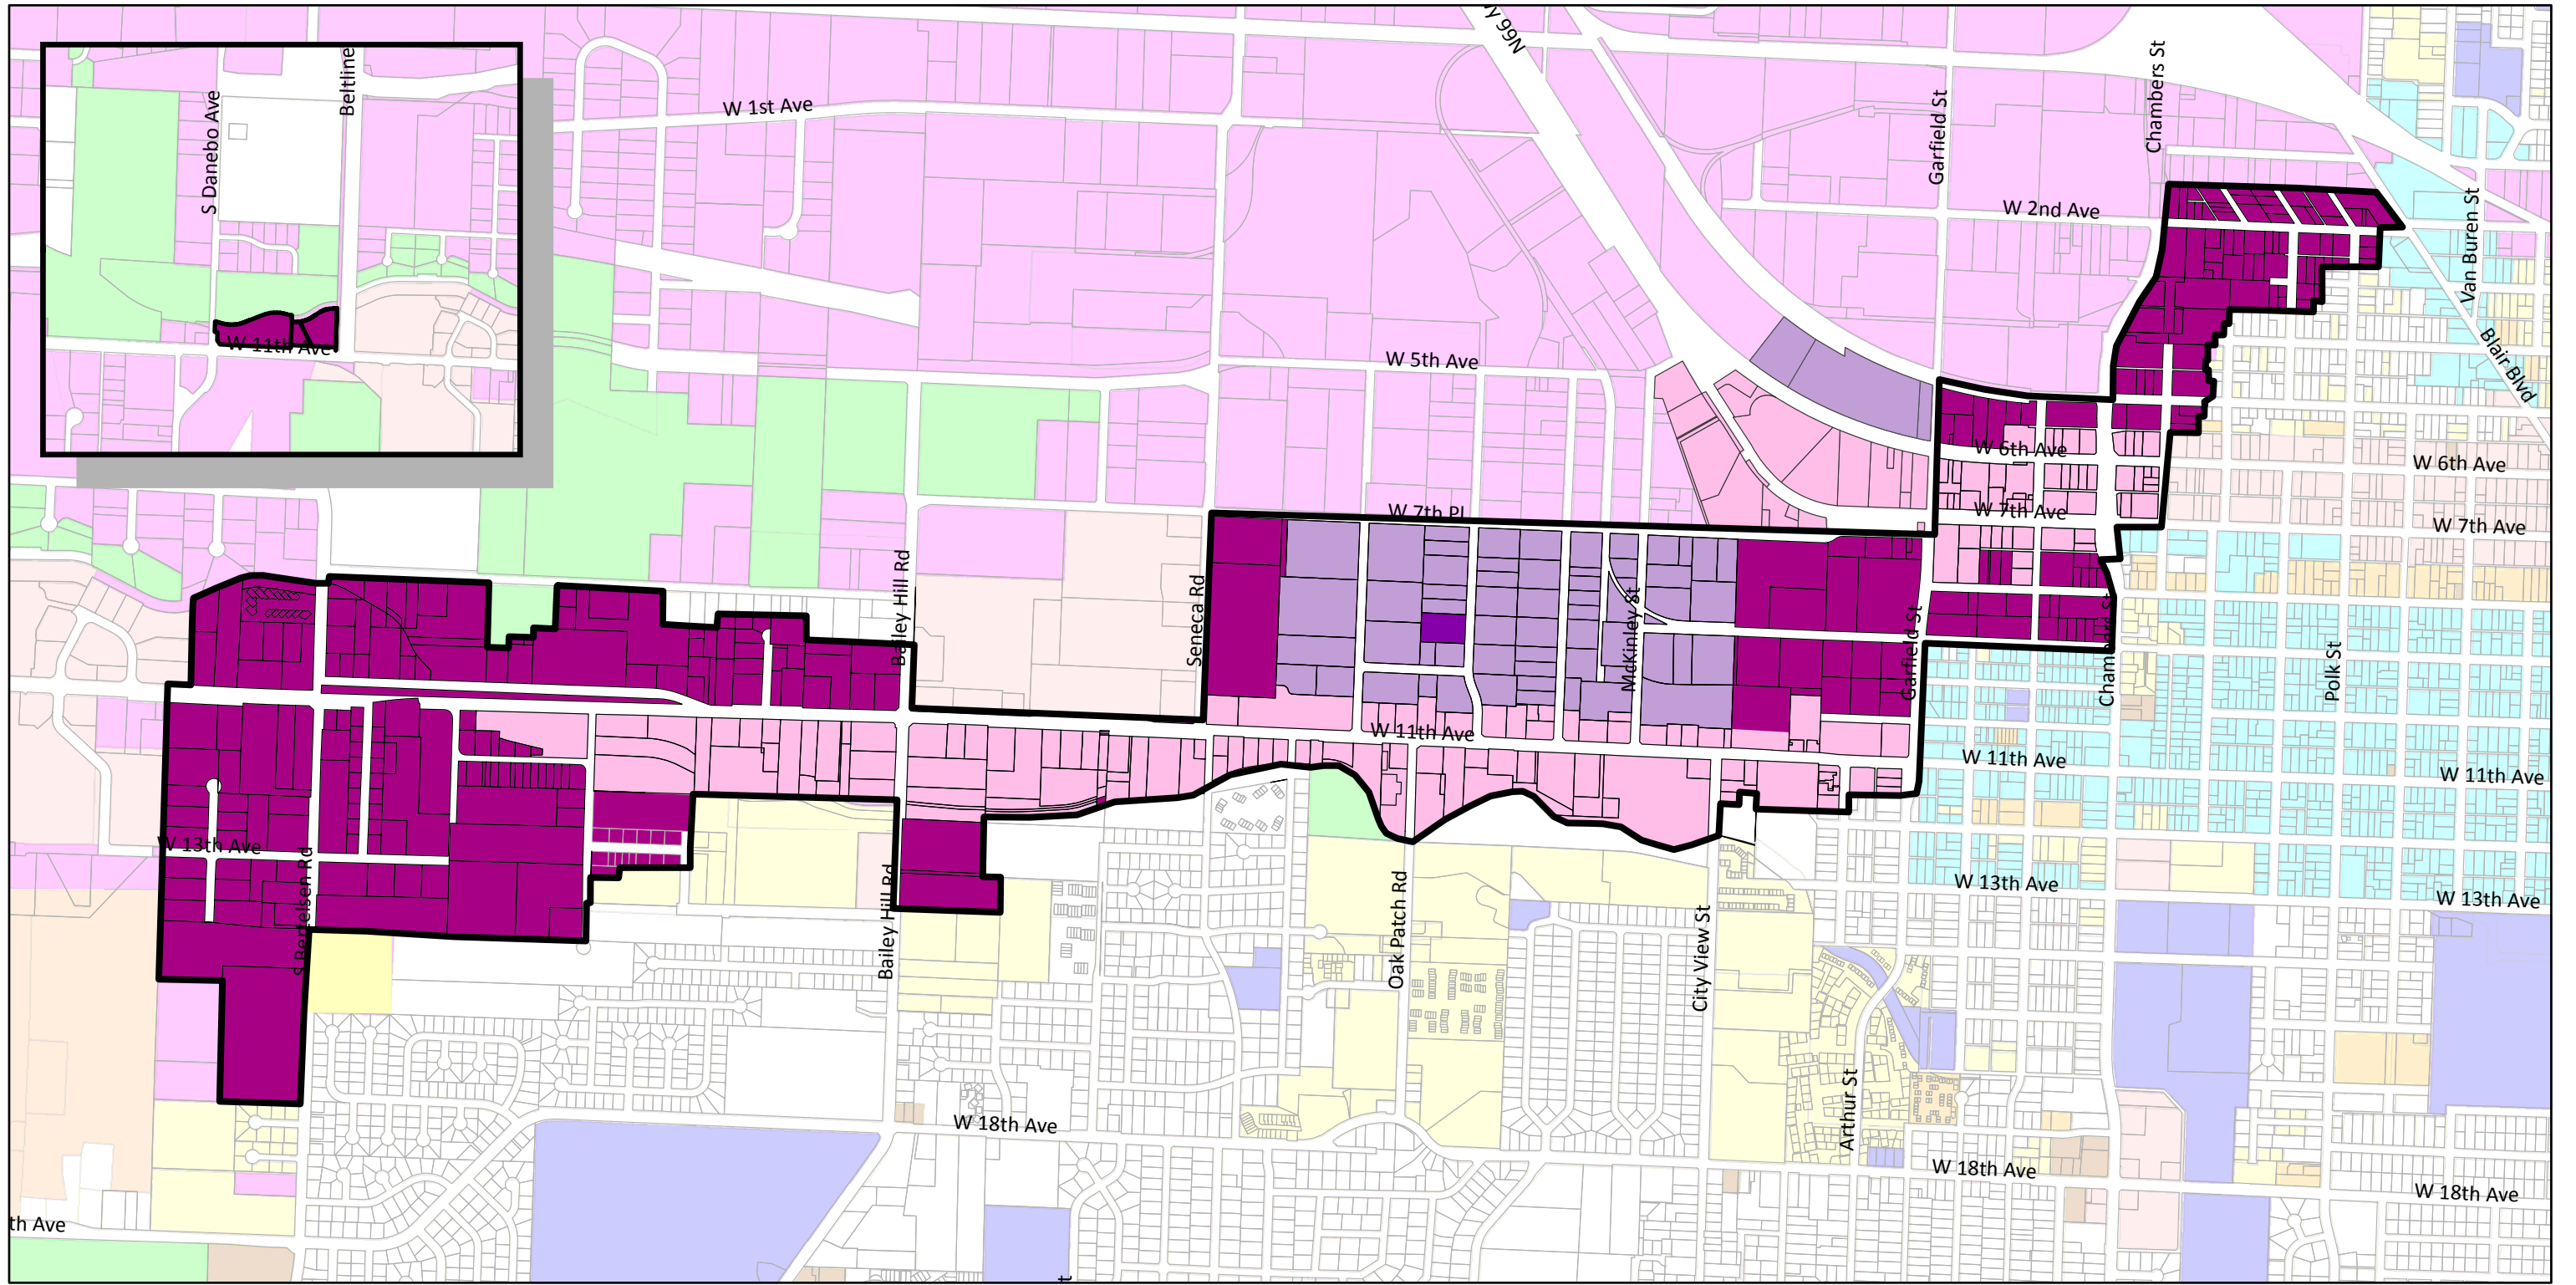 S Danebo Ave
Beltline
W 11th Ave
W 1st Ave
y 99N
Garfield St
Chambers St
W 2nd Ave
Van Buren St
Blair Blvd
W 5th Ave
W 6th Ave
W 6th Ave
W 7th Pl
W 7th Ave
W 7th Ave
Bailey Hill Rd
Seneca Rd
McKinley St
Garfield St
Chambers St
Polk St
W 11th Ave
W 11th Ave
W 11th Ave
W 13th Ave
S Bertelsen Rd
Bailey Hill Rd
Bailey Hill Rd
Oak Patch Rd
City View St
W 13th Ave
W 13th Ave
Arthur St
W 18th Ave
W 18th Ave
W 18th Ave
th Ave
t